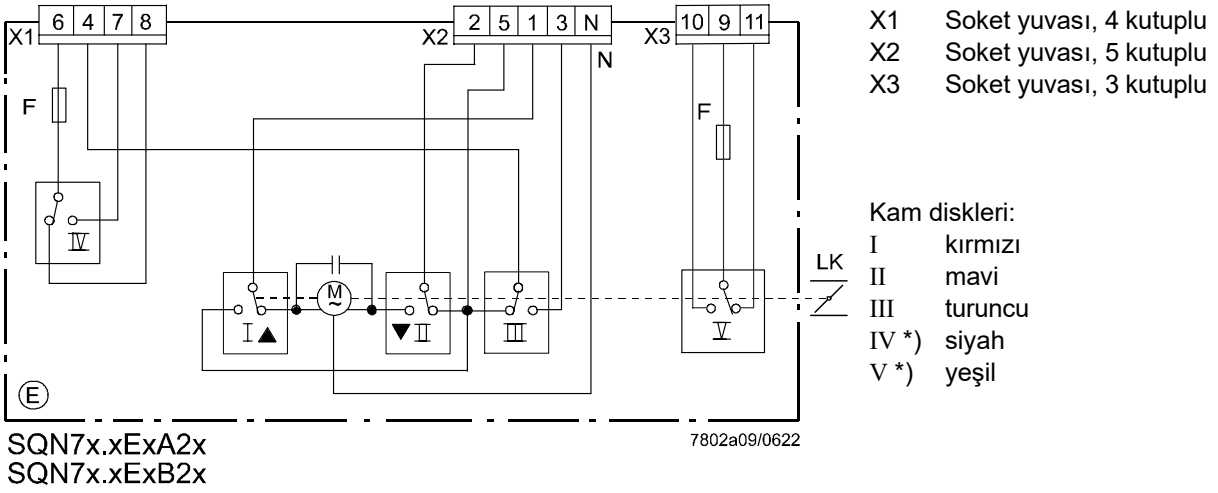 6 4 7 8
X1
2 5 1 3 N
X2
N
10 9 11
X3
F
F
IV
M
~
I ▲
▼ II
III
V
LK
E
SQN7x.xExA2x
SQN7x.xExB2x
7802a09/0622
X1 Soket yuvası, 4 kutuplu
X2 Soket yuvası, 5 kutuplu
X3 Soket yuvası, 3 kutuplu
Kam diskleri:
I kırmızı
II mavi
III turuncu
IV *) siyah
V *) yeşil